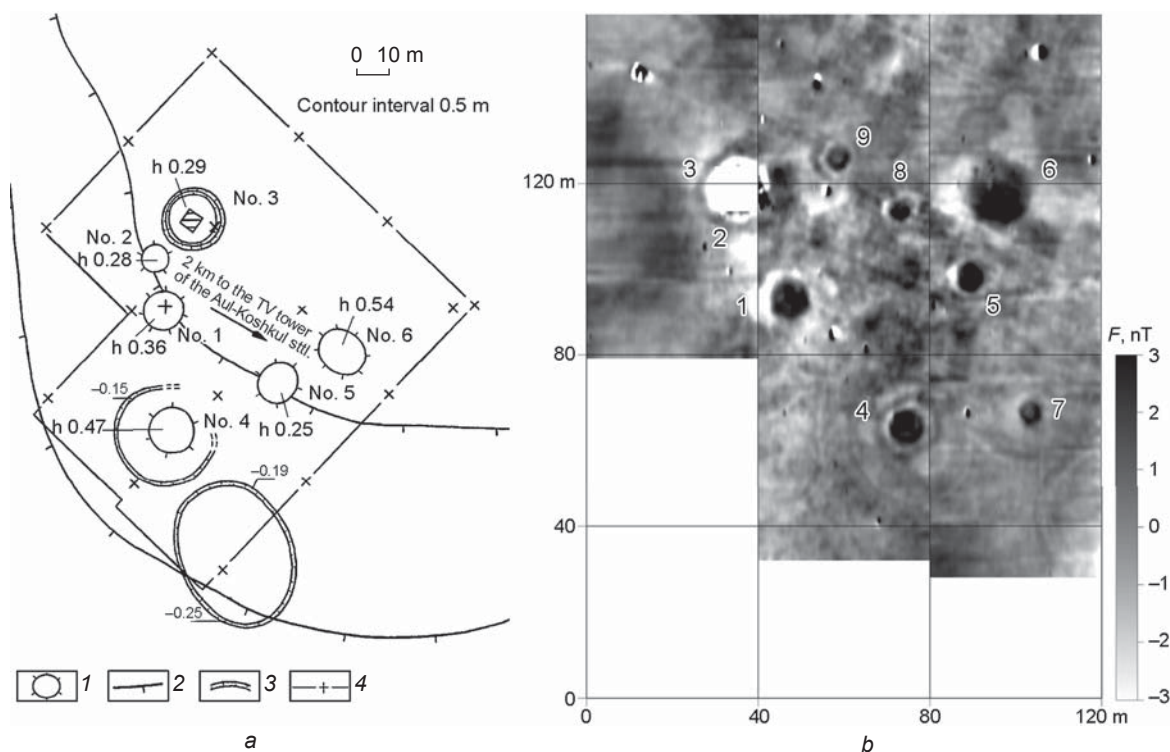 0 10 m
Contour interval 0.5 m
h 0.29
No. 3
No. 2
h 0.28
2 km to the TV tower
of the Aul-Koshkul sttl.
h 0.54
No. 6
No. 1
h 0.36
–0.15
No. 5
h 0.47
No. 4
h 0.25
–0.19
–0.25
1
2
3
4
a
9
3
8
6
120 m
2
1
5
80
4
7
40
0
0
40
80
120 m
F, nT
3
2
1
0
–1
–2
–3
b